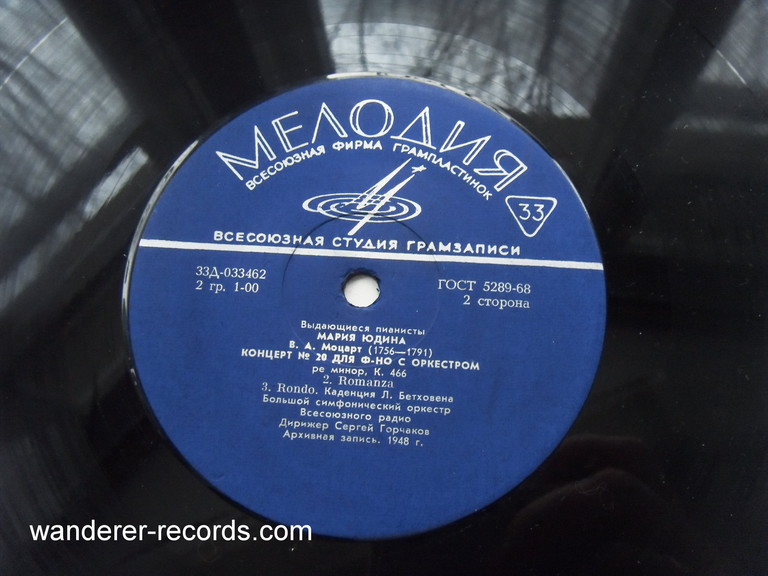 МЕЛОДИЯ
ВСЕСОЮЗНАЯ ФИРМА ГРАМПЛАСТИНОК
33
ВСЕСОЮЗНАЯ СТУДИЯ ГРАМЗАПИСИ
33Д-033462
ГОСТ 5289-68
2 гр. 1-00
2 сторона
Выдающиеся пианисты
МАРИЯ ЮДИНА
В. А. Моцарт (1756—1791)
КОНЦЕРТ № 20 ДЛЯ Ф-НО С ОРКЕСТРОМ
ре минор, К. 466
2. Romanza
3. Rondo. Каденция Л. Бетховена
Большой симфонический оркестр
Всесоюзного радио
Дирижер Сергей Горчаков
Архивная запись. 1948 г.
wanderer-records.com